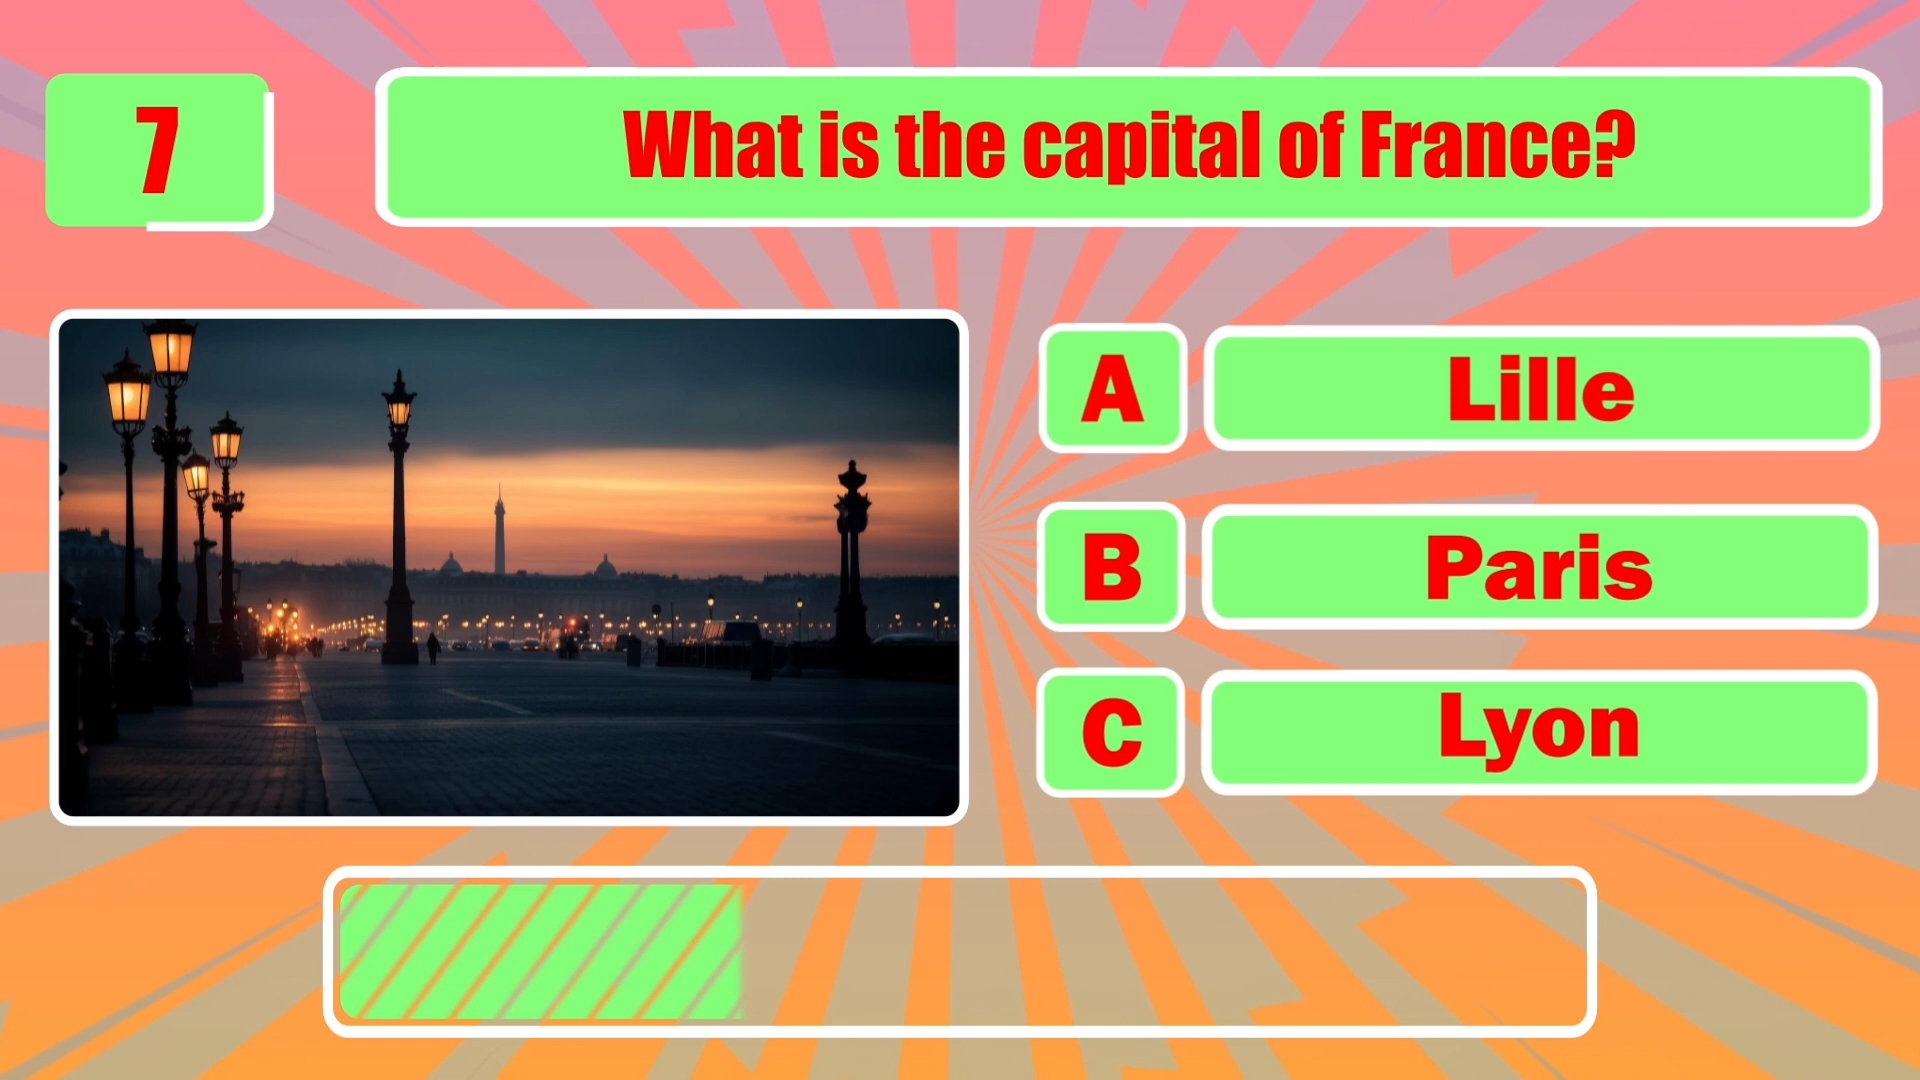 7
What is the capital of France?
A
Lille
B
Paris
C
Lyon